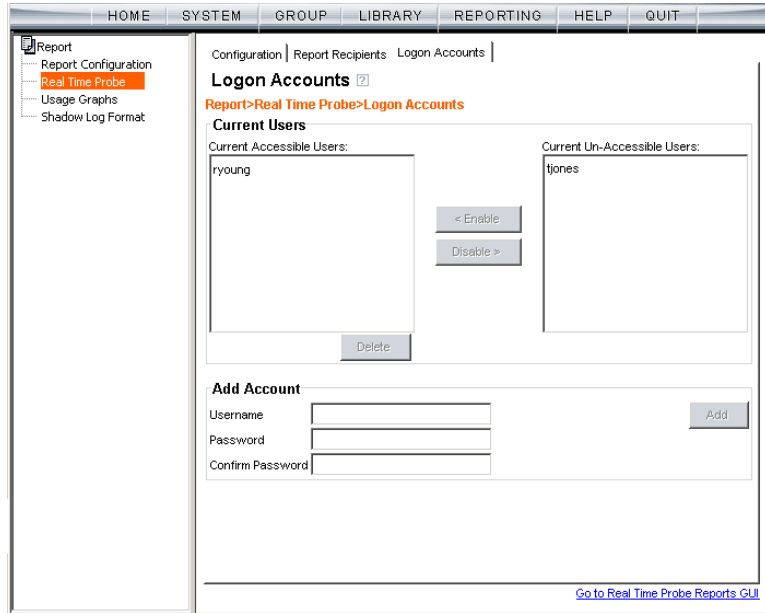 HOME SYSTEM GROUP LIBRARY REPORTING HELP QUIT
Report
Report Configuration
Real Time Probe
Usage Graphs
Shadow Log Format
Configuration Report Recipients Logon Accounts
Logon Accounts ?
Report>Real Time Probe>Logon Accounts
Current Users
Current Accessible Users:
ryoung
< Enable
Disable >
Current Un-Accessible Users:
tjones
Delete
Add Account
Username
Password
Confirm Password
Add
Go to Real Time Probe Reports GUI